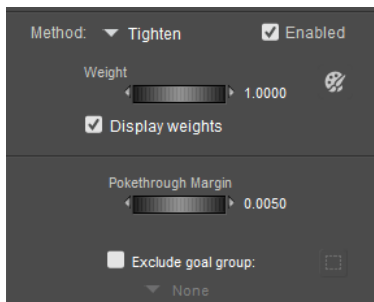 Method: Tighten Enabled
Weight
1.0000
Display weights
Pokethrough Margin
0.0050
Exclude goal group:
None